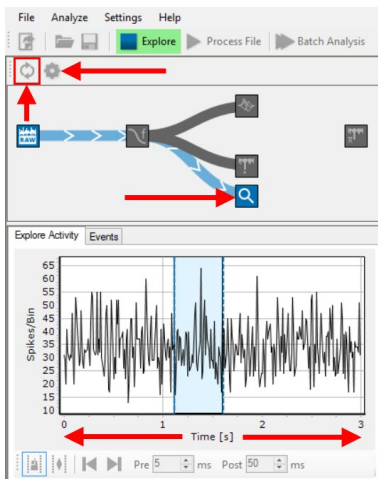 File Analyze Settings Help
Explore Process File Batch Analysis
RAW
Explore Activity Events
65
60
55
50
45
40
35
30
25
20
15
10
Spikes/Bin
0 1 2 3
Time [s]
Pre 5 ms Post 50 ms